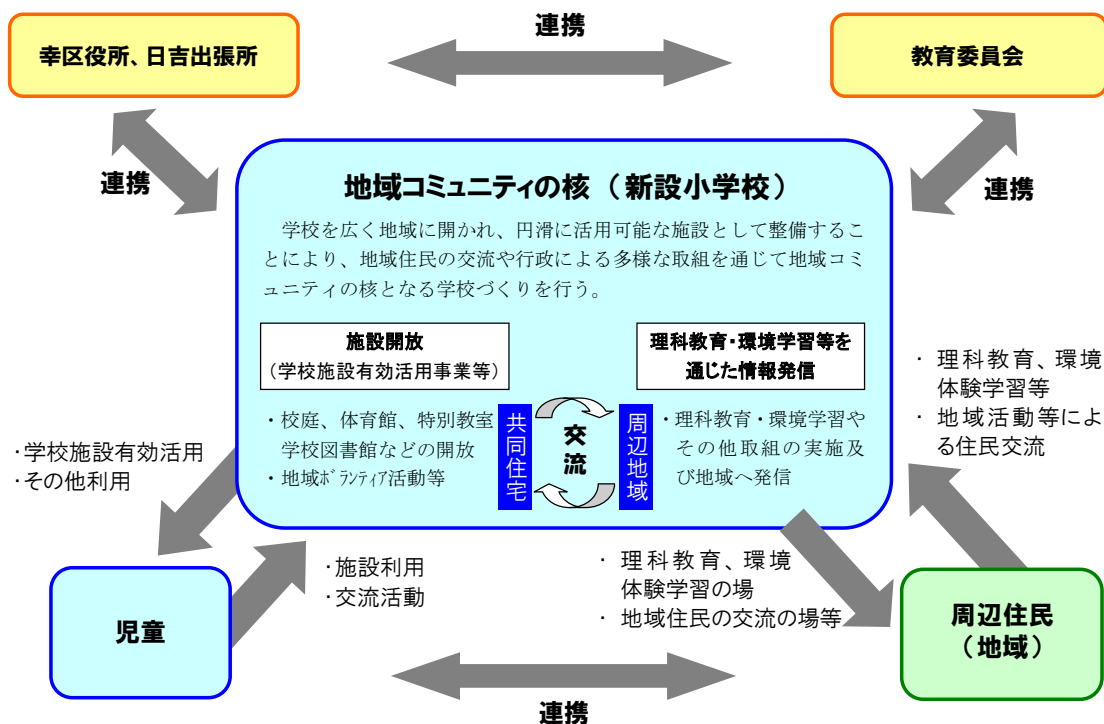 連携
幸区役所、日吉出張所
教育委員会
連携
連携
地域コミュニティの核（新設小学校）
学校を広く地域に開かれ、円滑に活用可能な施設として整備するこ
とにより、地域住民の交流や行政による多様な取組を通じて地域コミ
ュニティの核となる学校づくりを行う。
施設開放
（学校施設有効活用事業等）
理科教育・環境学習等を
通じた情報発信
・校庭、体育館、特別教室
学校図書館などの開放
・地域ﾎﾞﾗﾝﾃｨｱ活動等
共同住宅
交流
周辺地域
・理科教育・環境学習や
その他取組の実施及
び地域へ発信
・ 理科教育、環境
体験学習等
・ 地域活動等によ
る住民交流
・学校施設有効活用
・その他利用
・施設利用
・交流活動
・ 理科教育、環境
体験学習の場
・ 地域住民の交流の場等
児童
周辺住民
（地域）
連携